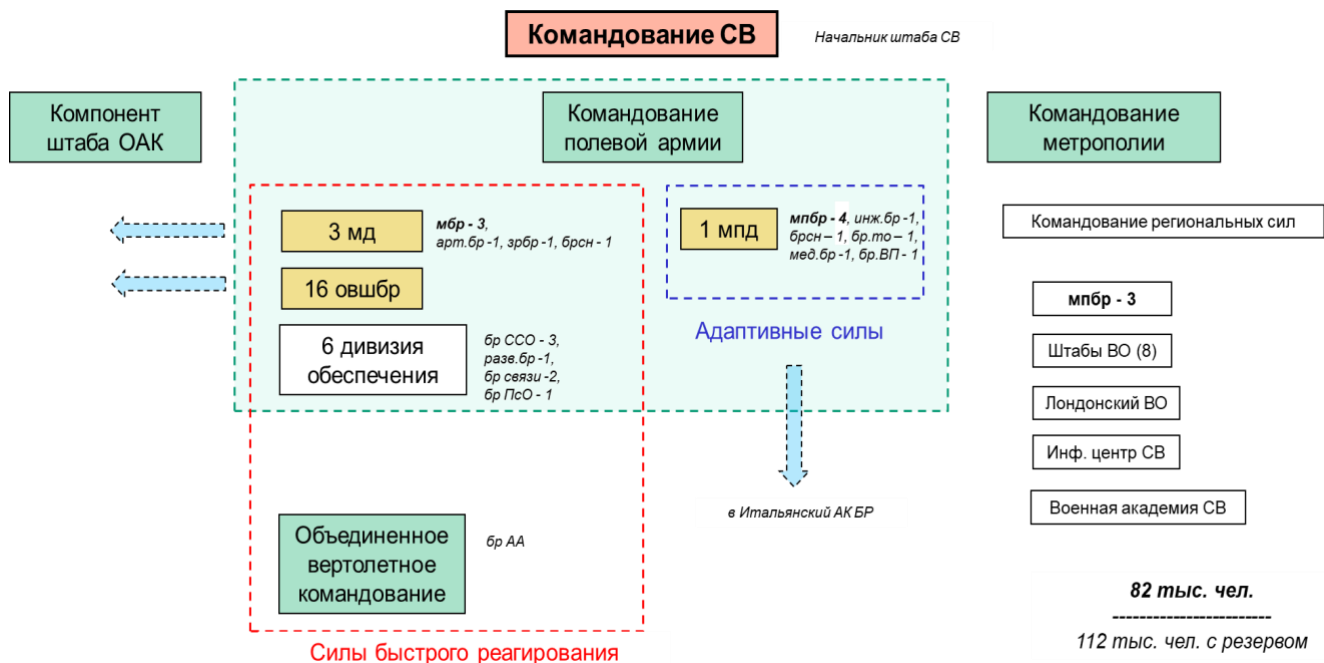 Командование СВ
Начальник штаба СВ
Компонент
штаба ОАК
Командование
полевой армии
Командование
метрополии
3 мд
мбр - 3,
арт.бр -1, зрбр -1, брсн - 1
16 овшбр
6 дивизия
обеспечения
бр ССО - 3,
разв.бр -1,
бр связи -2,
бр ПсО - 1
1 мпд
мпбр - 4, инж.бр -1,
брсн – 1, бр.то – 1,
мед.бр -1, бр.ВП - 1
Адаптивные силы
в Итальянский АК БР
Объединенное
вертолетное
командование
бр АА
Силы быстрого реагирования
Командование региональных сил
мпбр - 3
Штабы ВО (8)
Лондонский ВО
Инф. центр СВ
Военная академия СВ
82 тыс. чел.
-----------------------
112 тыс. чел. с резервом